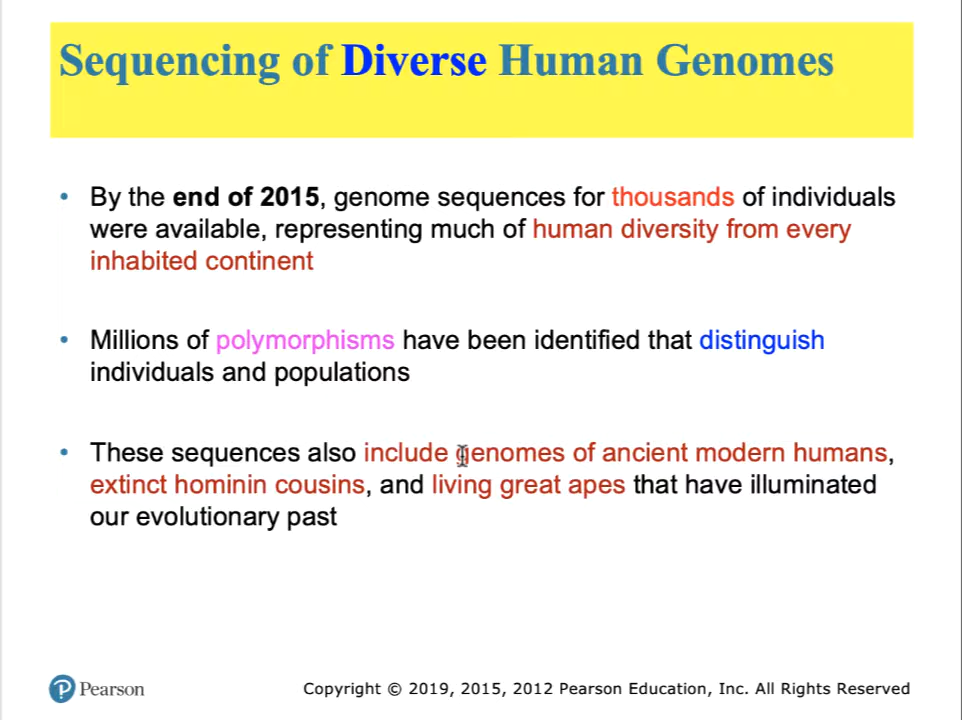 Sequencing of Diverse Human Genomes
• By the end of 2015, genome sequences for thousands of individuals
were available, representing much of human diversity from every
inhabited continent
• Millions of polymorphisms have been identified that distinguish
individuals and populations
• These sequences also include genomes of ancient modern humans,
extinct hominin cousins, and living great apes that have illuminated
our evolutionary past
P Pearson
Copyright © 2019, 2015, 2012 Pearson Education, Inc. All Rights Reserved